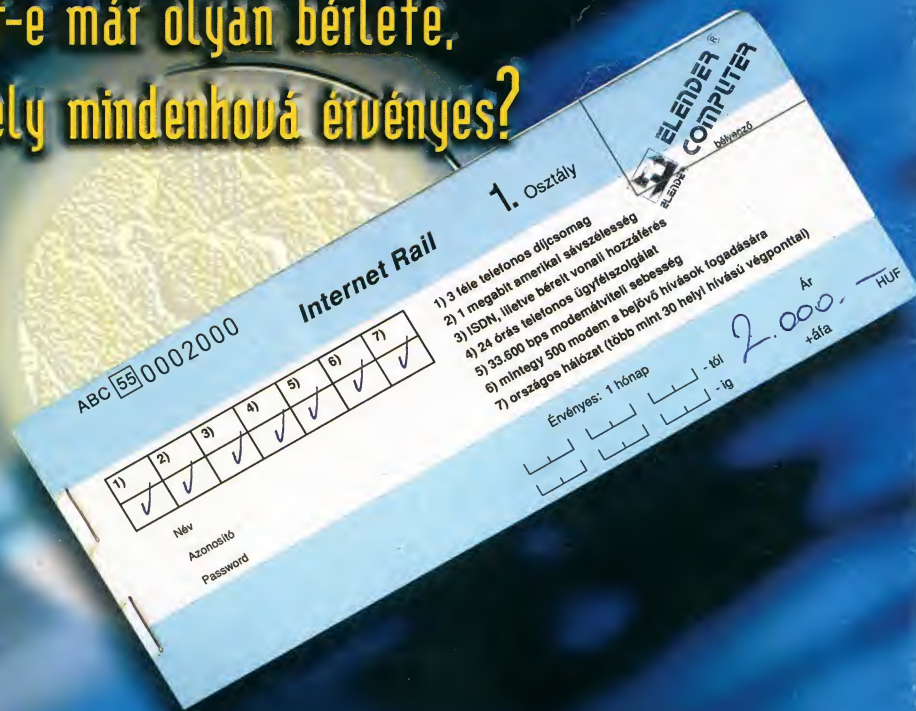 -e már olyan bérlete,
mindenhová érvényes?
ELENDER ®
COMPUTER
ELENDER
bélyegző
1. Osztály
Internet Rail
ABC 55 0002000
1) 2) 3) 4) 5) 6) 7)
Név
Azonosító
Password
1) 3 féle telefonos díjcsomag
2) 1 megabit amerikai sávszélesség
3) ISDN, illetve bérelt vonali hozzáférés
4) 24 órás telefonos ügyfélszolgálat
5) 33.600 bps modemátviteli sebesség
6) mintegy 500 modem a bejövő hívások fogadására
7) országos hálózat (több mint 30 helyi hívású végponttal)
Érvényes: 1 hónap
- tól
- ig
Ár
2.000.- HUF
+áfa